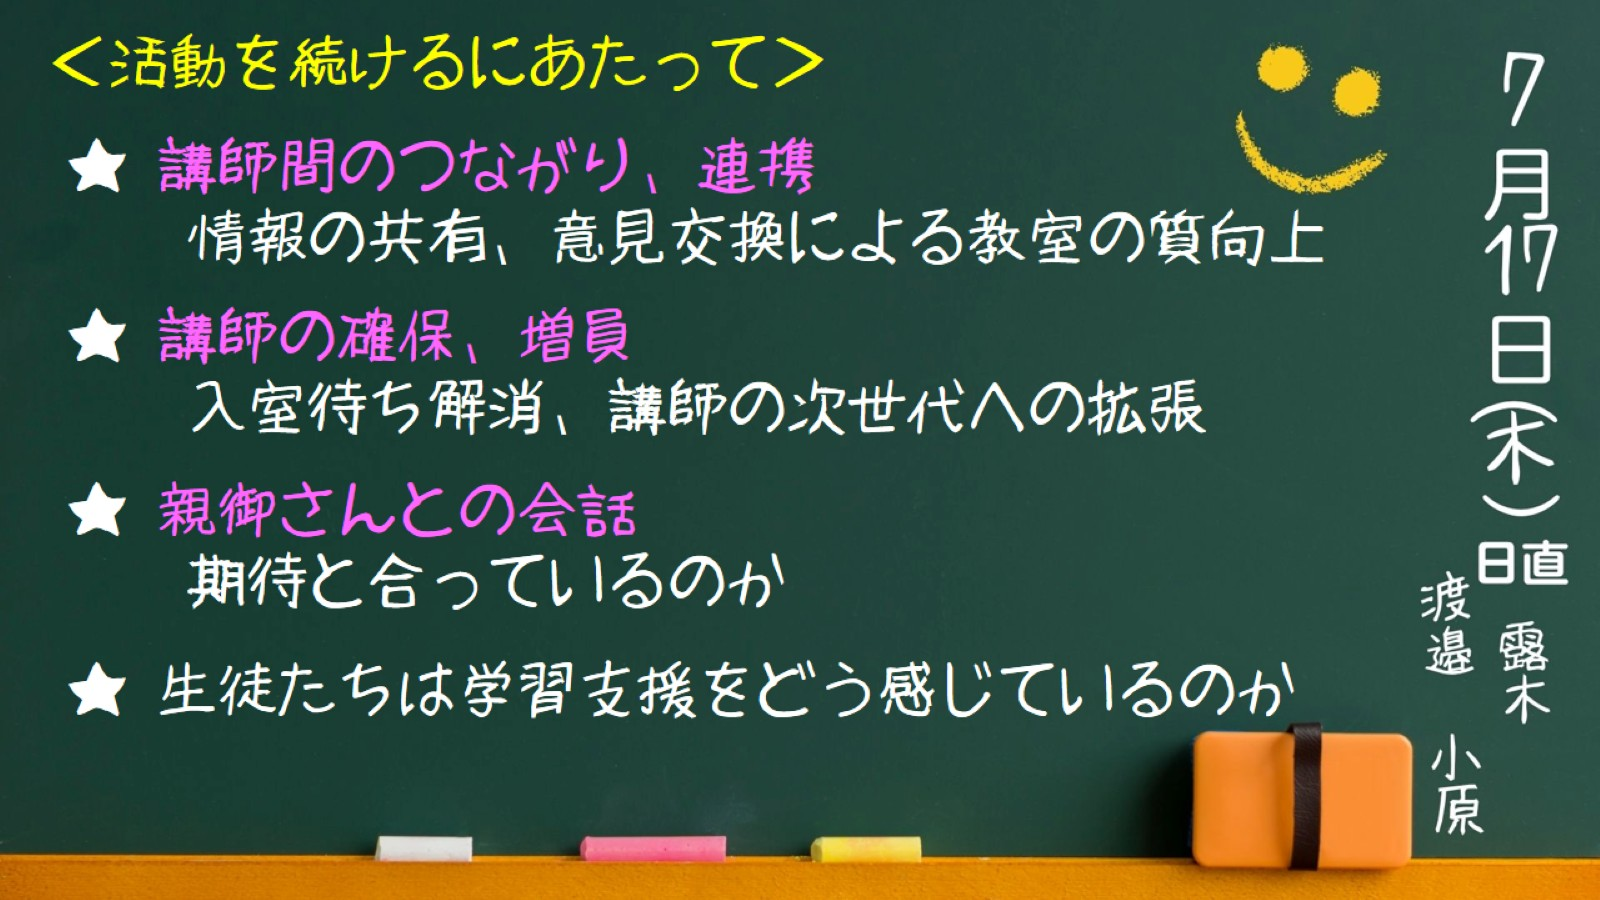 ＜活動を続けるにあたって＞
★ 講師間のつながり、連携
情報の共有、意見交換による教室の質向上
★ 講師の確保、増員
入室待ち解消、講師の次世代への拡張
★ 親御さんとの会話
期待と合っているのか
★ 生徒たちは学習支援をどう感じているのか
7月17日(木)
日直
露木
渡邉
小原